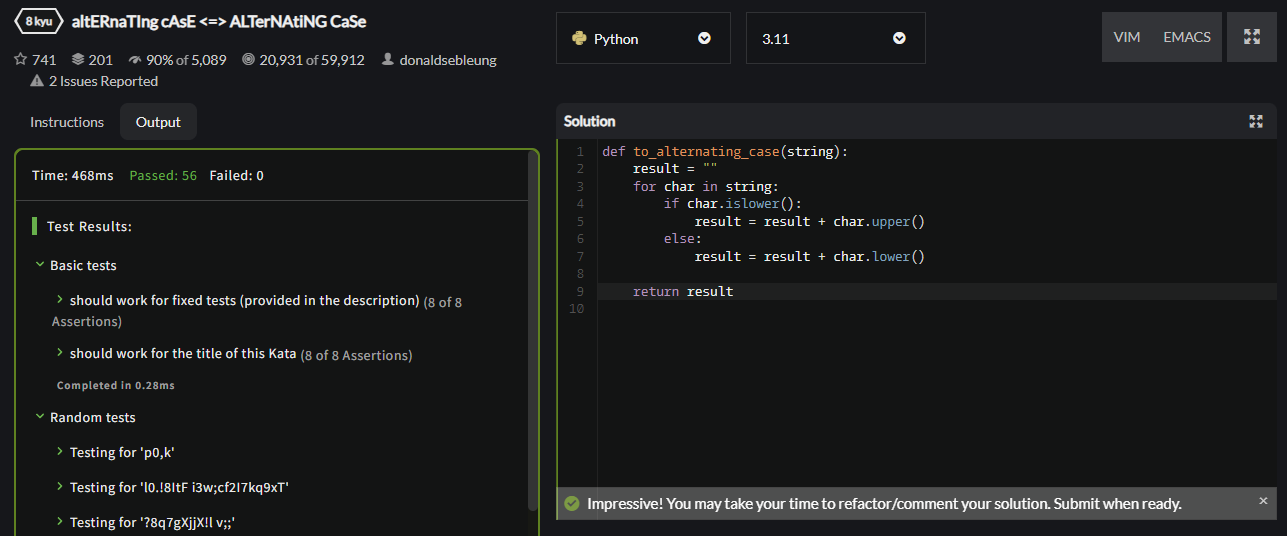 8 kyu altERnaTIng cAsE <=> ALTerNAtiNG CaSe
741 201 90% of 5,089 20,931 of 59,912 donaldsebleung
2 Issues Reported
Python
3.11
VIM EMACS
Instructions Output
Time: 468ms Passed: 56 Failed: 0
Test Results:
Basic tests
should work for fixed tests (provided in the description) (8 of 8
Assertions)
should work for the title of this Kata (8 of 8 Assertions)
Completed in 0.28ms
Random tests
Testing for 'p0,k'
Testing for 'l0.!8ItF i3w;cf2I7kq9xT'
Testing for '?8q7gXjjX!l v;;'
Solution
1 def to_alternating_case(string):
2 result = ""
3 for char in string:
4 if char.islower():
5 result = result + char.upper()
6 else:
7 result = result + char.lower()
8
9 return result
10
Impressive! You may take your time to refactor/comment your solution. Submit when ready. ×